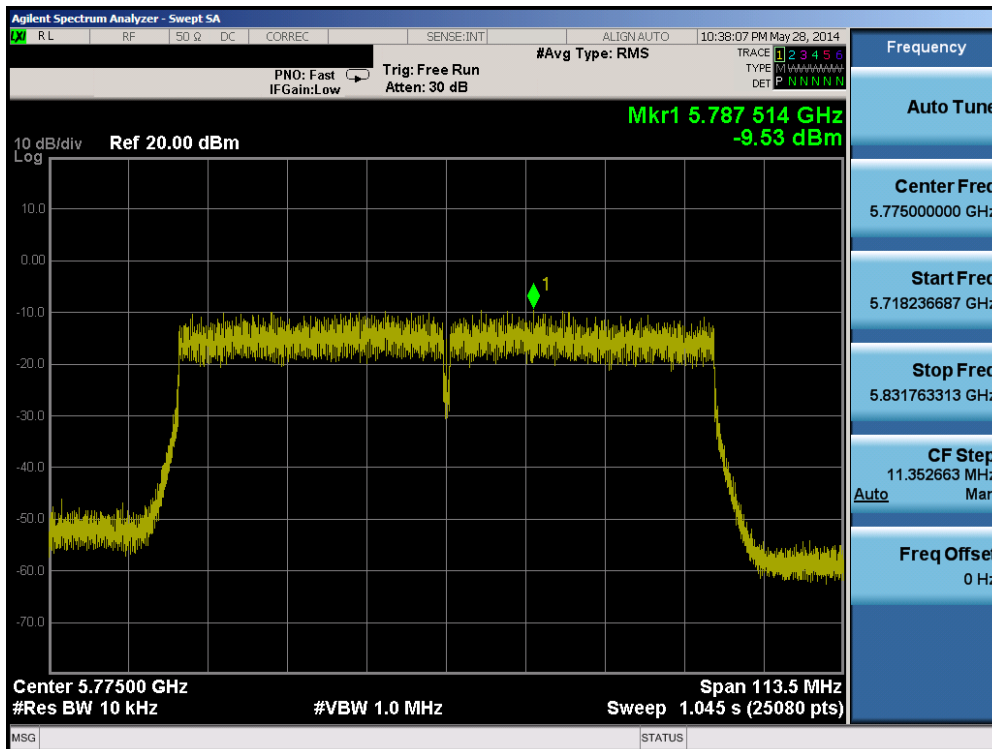 Agilent Spectrum Analyzer - Swept SA
LXI RL RF 50 Ω DC CORREC SENSE:INT ALIGN AUTO 10:38:07 PM May 28, 2014
#Avg Type: RMS
TRACE 1 2 3 4 5 6
TYPE M WWWWW
DET P N N N N N
PNO: Fast
IFGain:Low
Trig: Free Run
Atten: 30 dB
Mkr1 5.787 514 GHz
-9.53 dBm
10 dB/div
Log
Ref 20.00 dBm
10.0
0.00
-10.0
-20.0
-30.0
-40.0
-50.0
-60.0
-70.0
1
Center 5.77500 GHz
#Res BW 10 kHz
#VBW 1.0 MHz
Span 113.5 MHz
Sweep 1.045 s (25080 pts)
MSG
STATUS
Frequency
Auto Tune
Center Freq
5.775000000 GHz
Start Freq
5.718236687 GHz
Stop Freq
5.831763313 GHz
CF Step
11.352663 MHz
Auto Man
Freq Offset
0 Hz